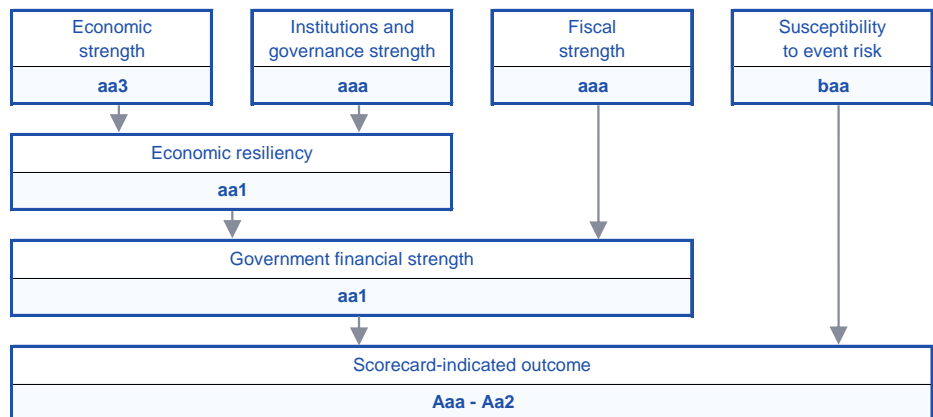 Economic
strength
aa3
Institutions and
governance strength
aaa
Fiscal
strength
aaa
Susceptibility
to event risk
baa
Economic resiliency
aa1
Government financial strength
aa1
Scorecard-indicated outcome
Aaa - Aa2